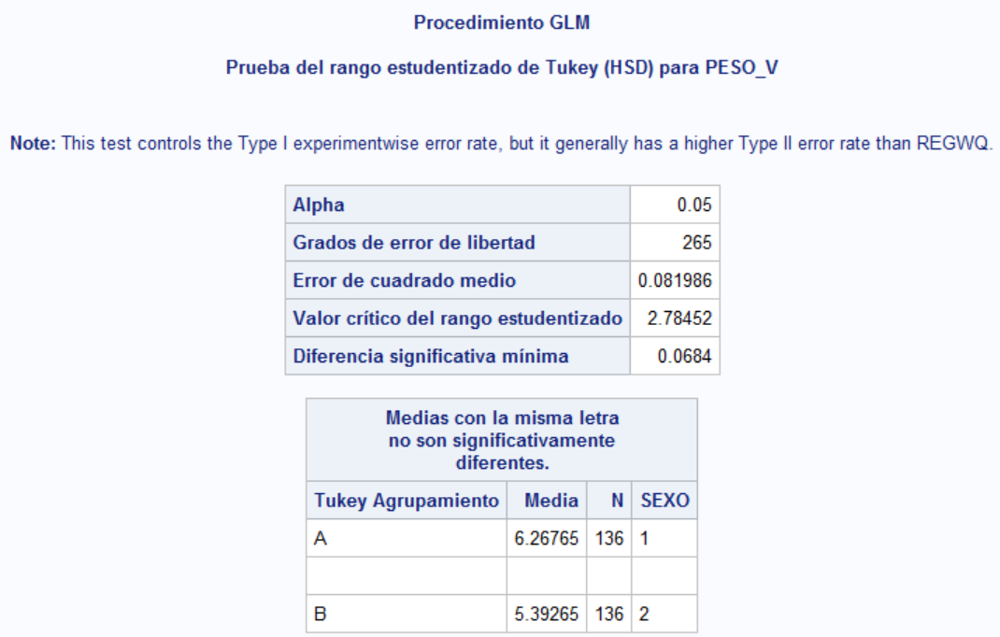 Procedimiento GLM
Prueba del rango estudentizado de Tukey (HSD) para PESO_V
Note: This test controls the Type I experimentwise error rate, but it generally has a higher Type II error rate than REGWQ.
Alpha 0.05
Grados de error de libertad 265
Error de cuadrado medio 0.081986
Valor crítico del rango estudentizado 2.78452
Diferencia significativa mínima 0.0684
Medias con la misma letra
no son significativamente
diferentes.
Tukey Agrupamiento Media N SEXO
A 6.26765 136 1
B 5.39265 136 2